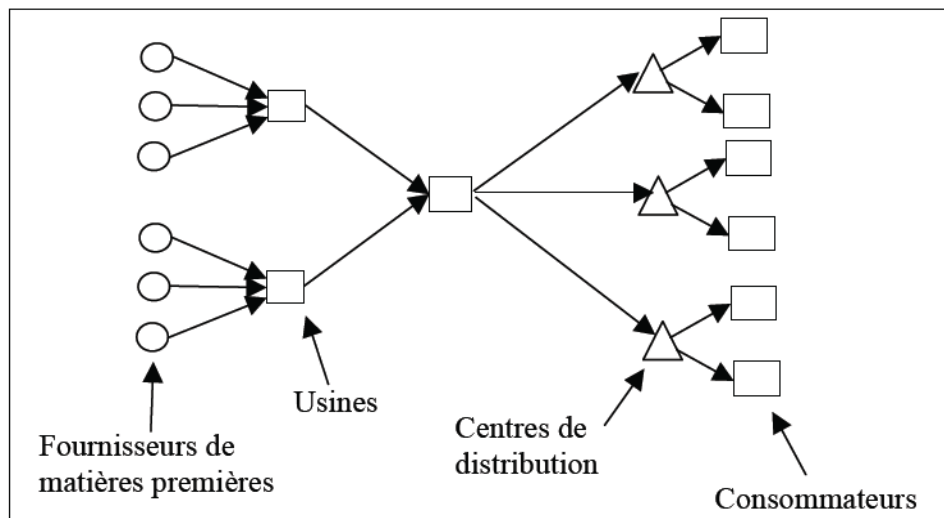 Usines
Fournisseurs de
matières premières
Centres de
distribution
Consommateurs